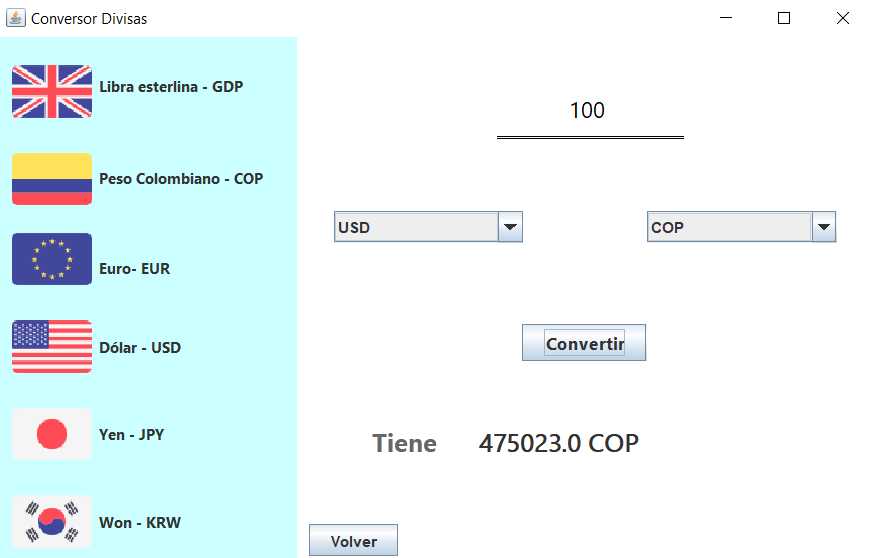 Conversor Divisas
Libra esterlina - GDP
Peso Colombiano - COP
Euro- EUR
Dólar - USD
Yen - JPY
Won - KRW
100
USD
COP
Convertir
Tiene 475023.0 COP
Volver